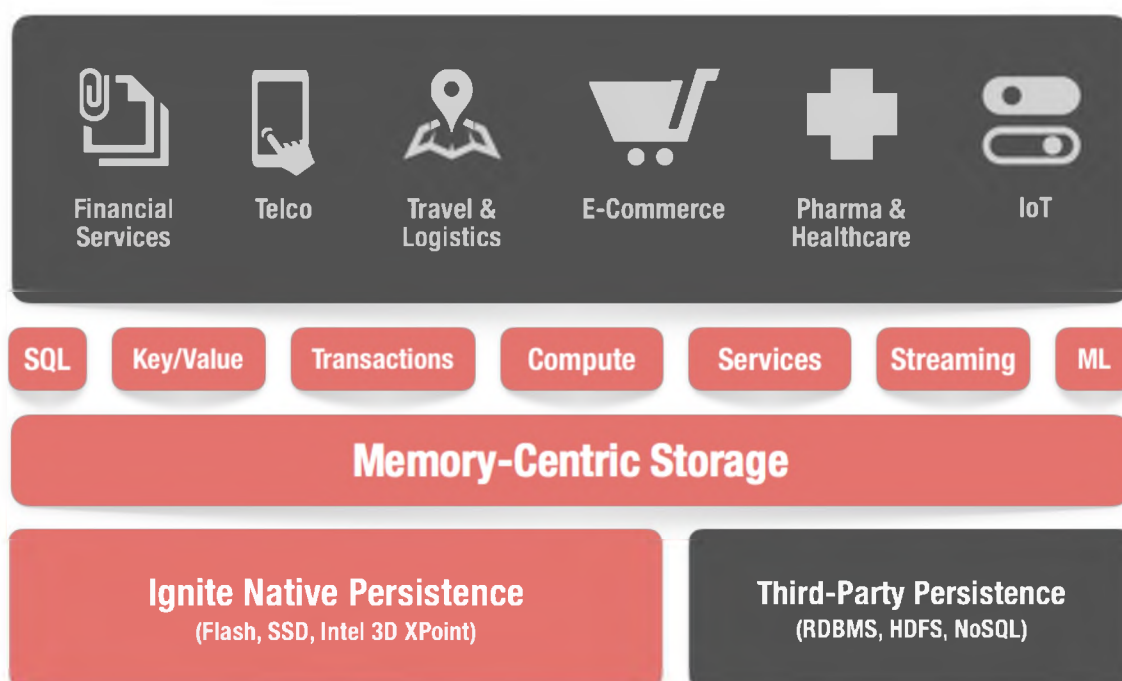 Financial
Services
Telco
Travel &
Logistics
E-Commerce
Pharma &
Healthcare
IoT
SQL
Key/Value
Transactions
Compute
Services
Streaming
ML
Memory-Centric Storage
Ignite Native Persistence
(Flash, SSD, Intel 3D XPoint)
Third-Party Persistence
(RDBMS, HDFS, NoSQL)